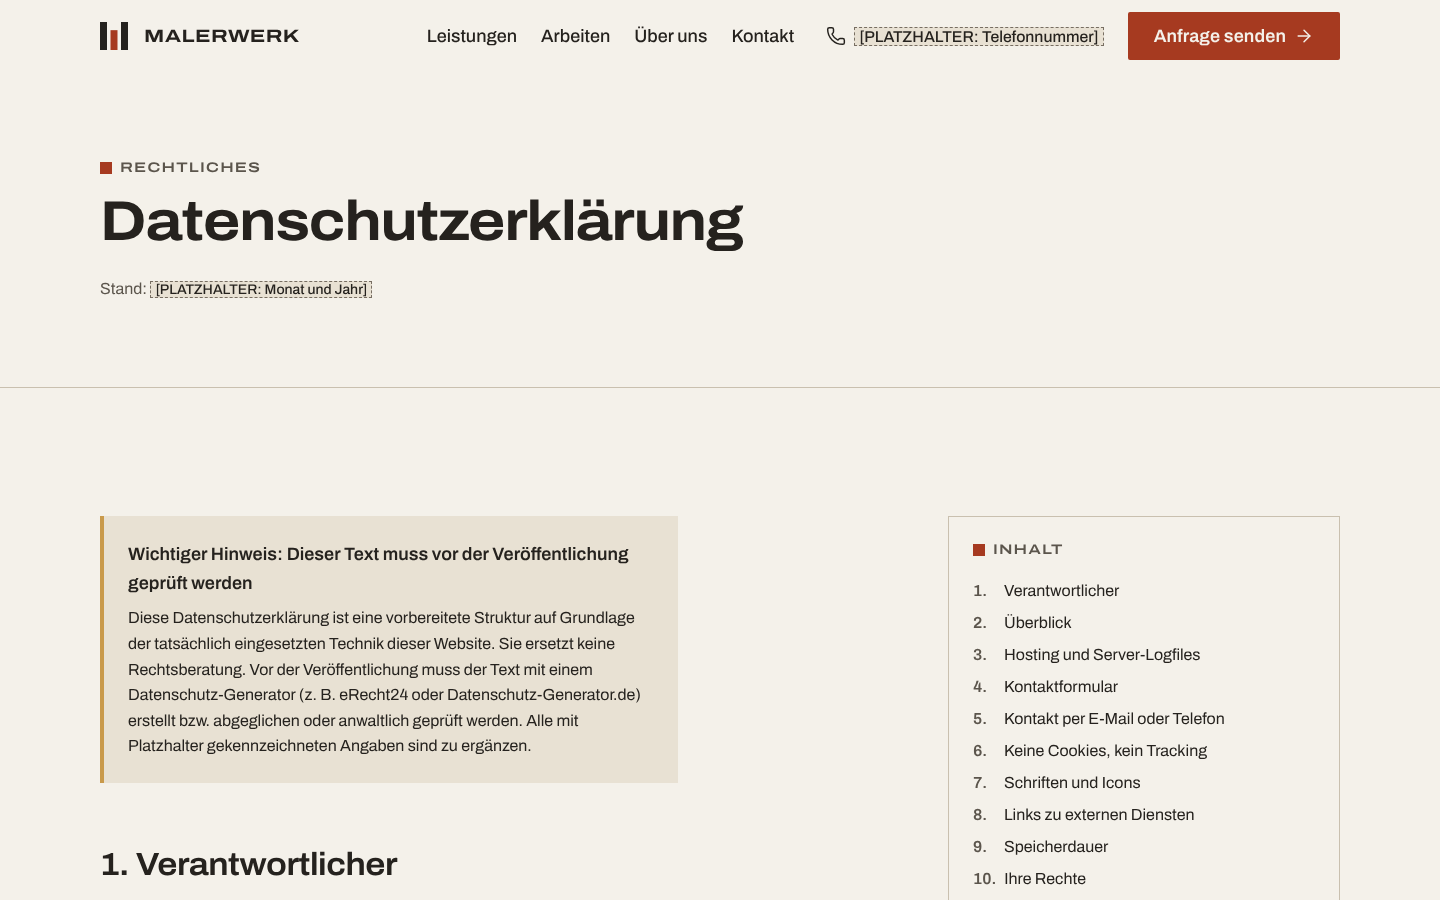 MALERWERK
Leistungen Arbeiten Über uns Kontakt [PLATZHALTER: Telefonnummer] Anfrage senden
RECHTLICHES
Datenschutzerklärung
Stand: [PLATZHALTER: Monat und Jahr]
Wichtiger Hinweis: Dieser Text muss vor der Veröffentlichung
geprüft werden
Diese Datenschutzerklärung ist eine vorbereitete Struktur auf Grundlage
der tatsächlich eingesetzten Technik dieser Website. Sie ersetzt keine
Rechtsberatung. Vor der Veröffentlichung muss der Text mit einem
Datenschutz-Generator (z. B. eRecht24 oder Datenschutz-Generator.de)
erstellt bzw. abgeglichen oder anwaltlich geprüft werden. Alle mit
Platzhalter gekennzeichneten Angaben sind zu ergänzen.
1. Verantwortlicher
INHALT
1. Verantwortlicher
2. Überblick
3. Hosting und Server-Logfiles
4. Kontaktformular
5. Kontakt per E-Mail oder Telefon
6. Keine Cookies, kein Tracking
7. Schriften und Icons
8. Links zu externen Diensten
9. Speicherdauer
10. Ihre Rechte